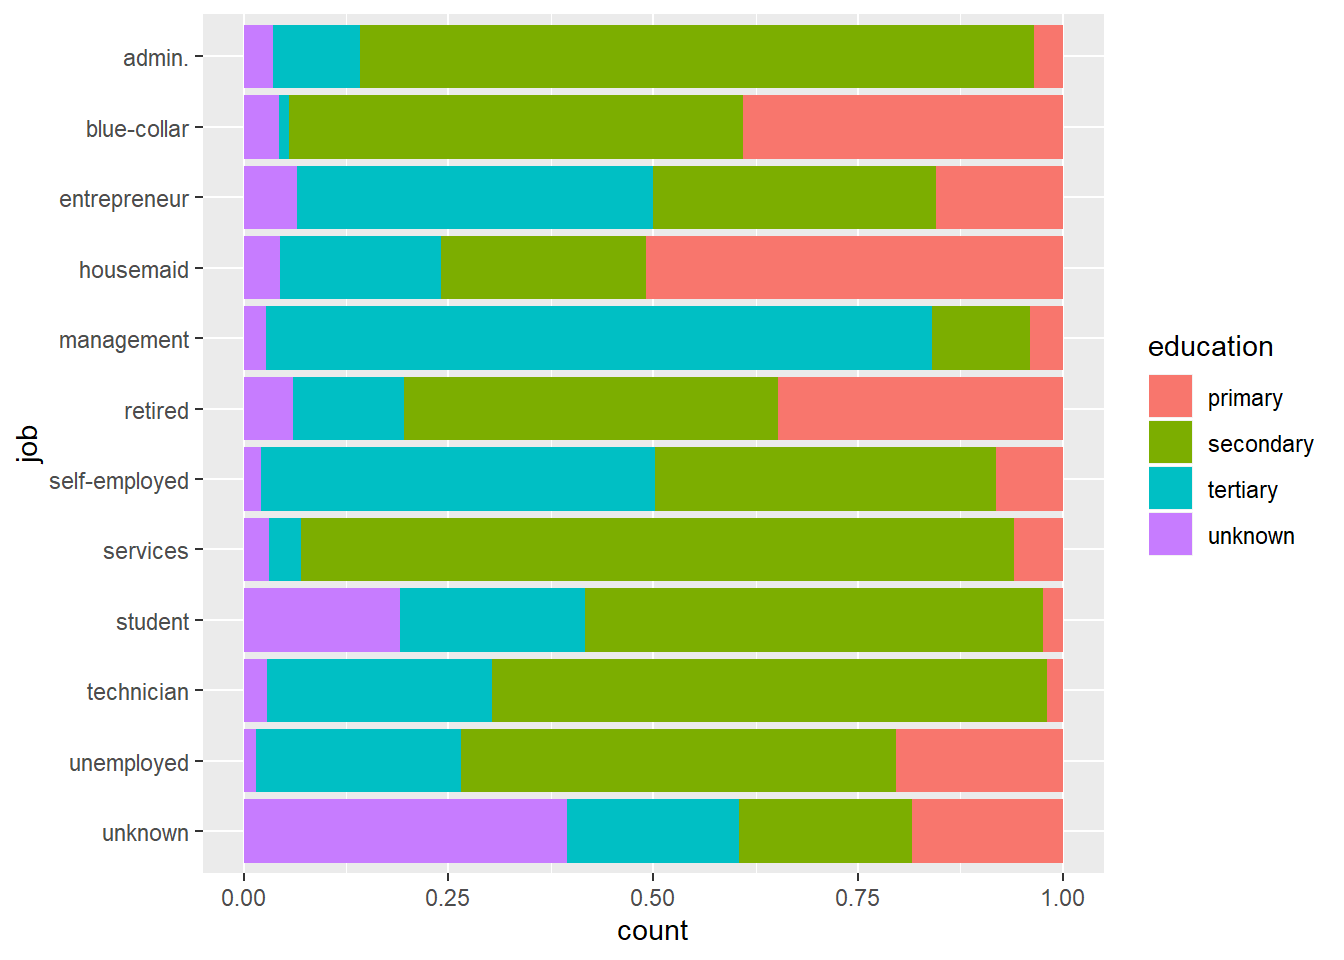 admin.
blue-collar
entrepreneur
housemaid
management
retired
self-employed
services
student
technician
unemployed
unknown
job
0.00 0.25 0.50 0.75 1.00
count
education
primary
secondary
tertiary
unknown